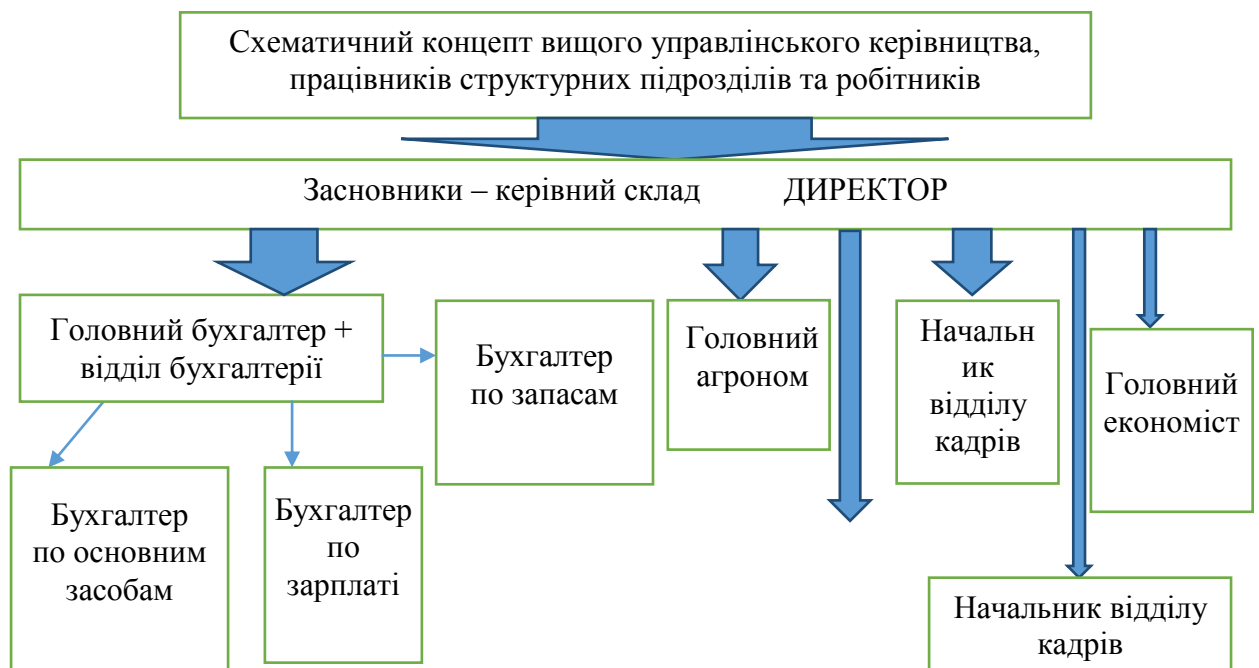 Схематичний концепт вищого управлінського керівництва,
працівників структурних підрозділів та робітників
Засновники – керівний склад ДИРЕКТОР
Головний бухгалтер +
відділ бухгалтерії
Бухгалтер
по запасам
Головний
агроном
Начальн
ик
відділу
кадрів
Головний
економіст
Бухгалтер
по основним
засобам
Бухгалтер
по
зарплаті
Начальник відділу
кадрів